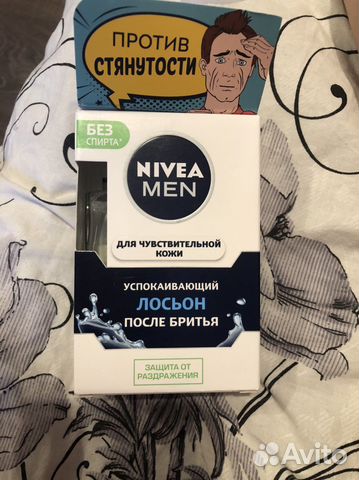 ПРОТИВ
СТЯНУТОСТИ
БЕЗ
СПИРТА*
NIVEA
MEN
ДЛЯ ЧУВСТВИТЕЛЬНОЙ
КОЖИ
УСПОКАИВАЮЩИЙ
ЛОСЬОН
ПОСЛЕ БРИТЬЯ
ЗАЩИТА ОТ
РАЗДРАЖЕНИЯ
Avito